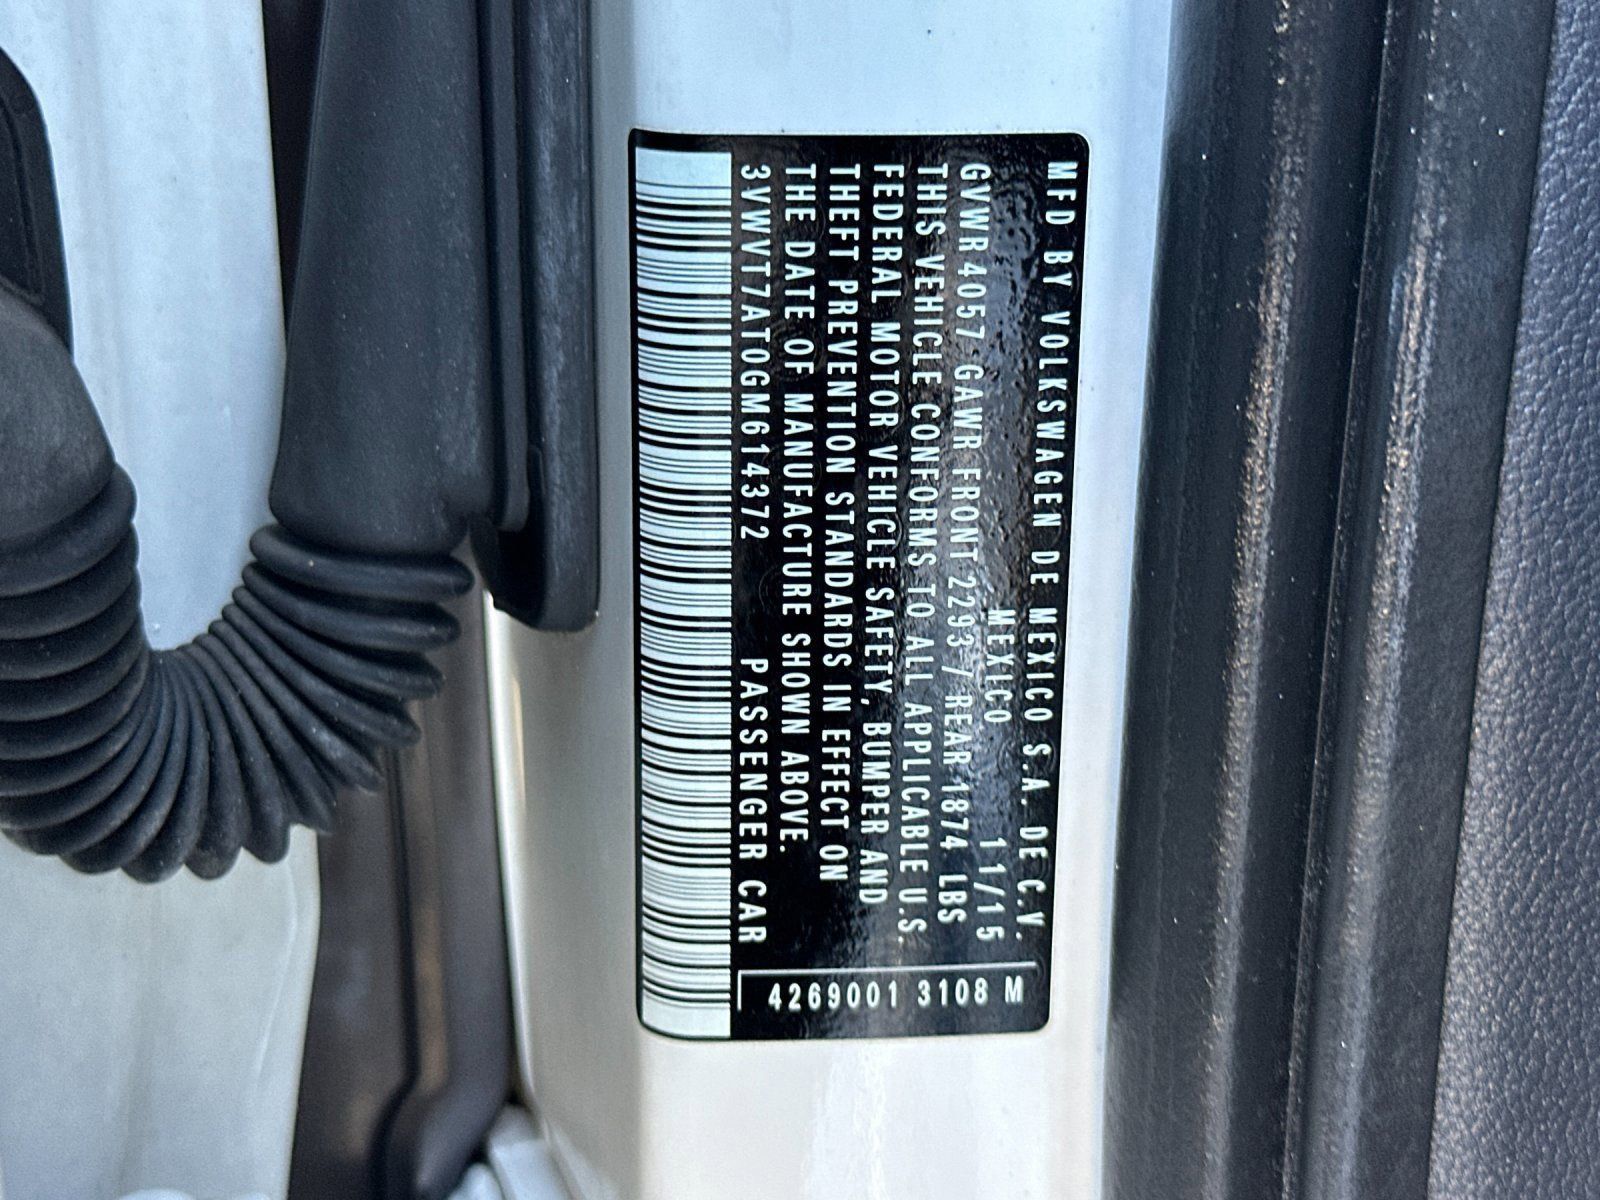 MFD BY VOLKSWAGEN DE MEXICO S.A. DE C.V.
MEXICO 11/15
GVWR 4057 GAWR FRONT 2293 / REAR 1874 LBS
THIS VEHICLE CONFORMS TO ALL APPLICABLE U.S.
FEDERAL MOTOR VEHICLE SAFETY, BUMPER AND
THEFT PREVENTION STANDARDS IN EFFECT ON
THE DATE OF MANUFACTURE SHOWN ABOVE.
3VWVT7AT0GM614372 PASSENGER CAR
4269001 3108 M